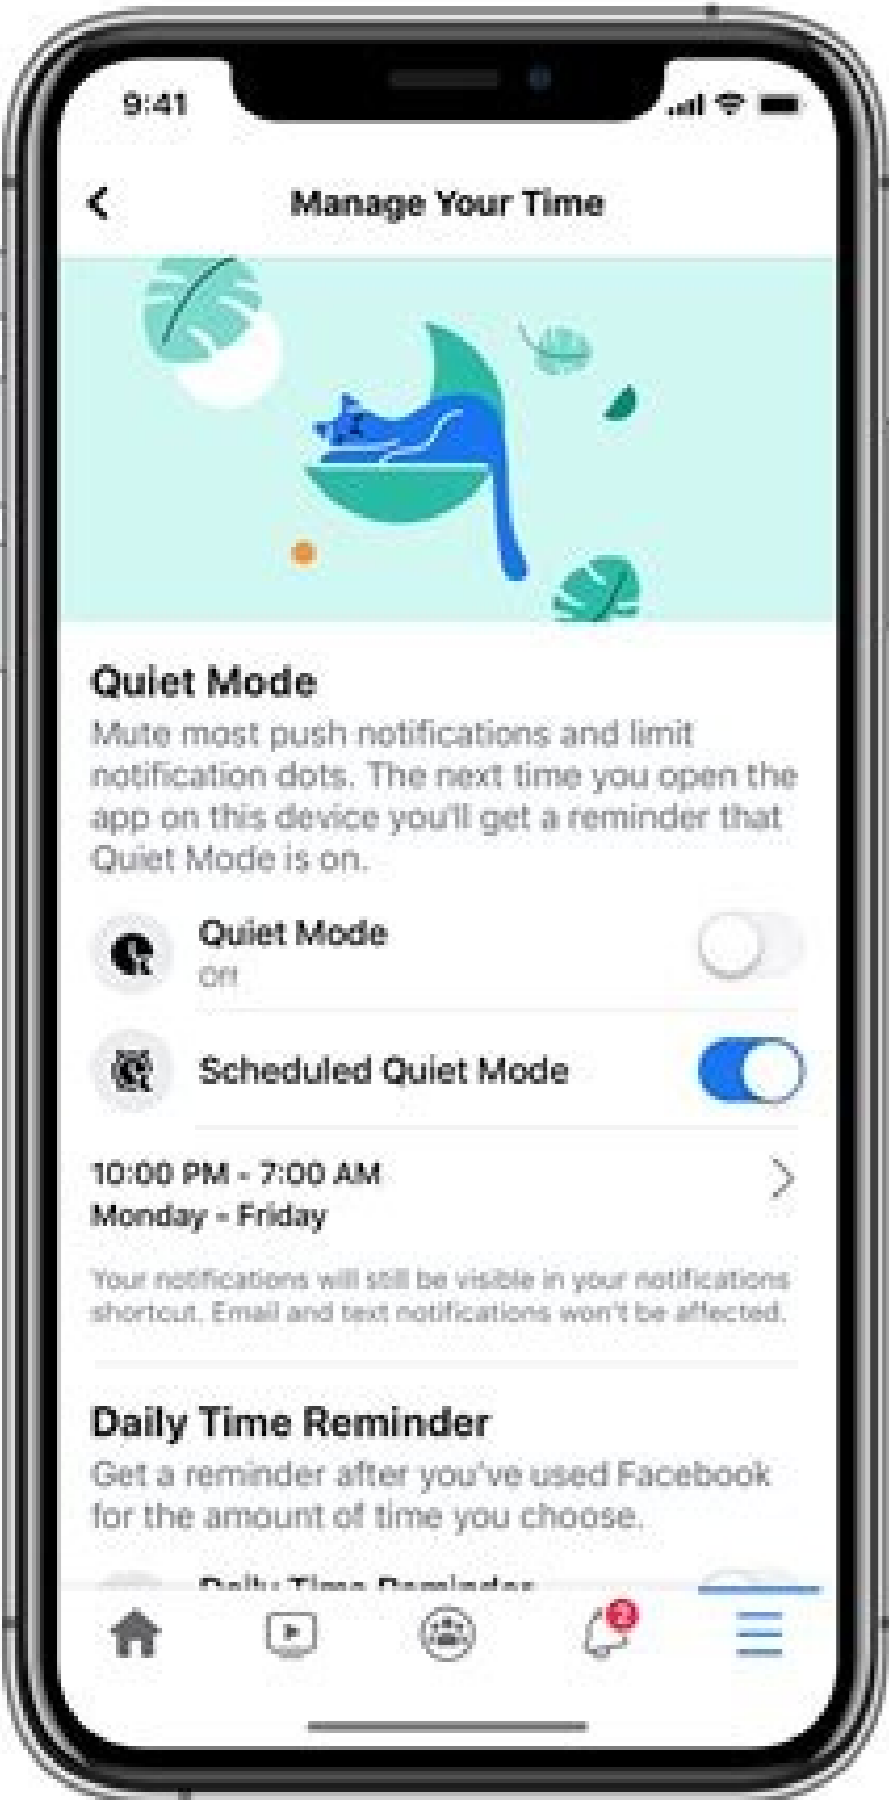 9:41
Manage Your Time
Quiet Mode
Mute most push notifications and limit
notification dots. The next time you open the
app on this device you'll get a reminder that
Quiet Mode is on.
Quiet Mode
Off
Scheduled Quiet Mode
10:00 PM - 7:00 AM
Monday - Friday
Your notifications will still be visible in your notifications
shortcut. Email and text notifications won't be affected.
Daily Time Reminder
Get a reminder after you've used Facebook
for the amount of time you choose.
Daily Time Reminder
2